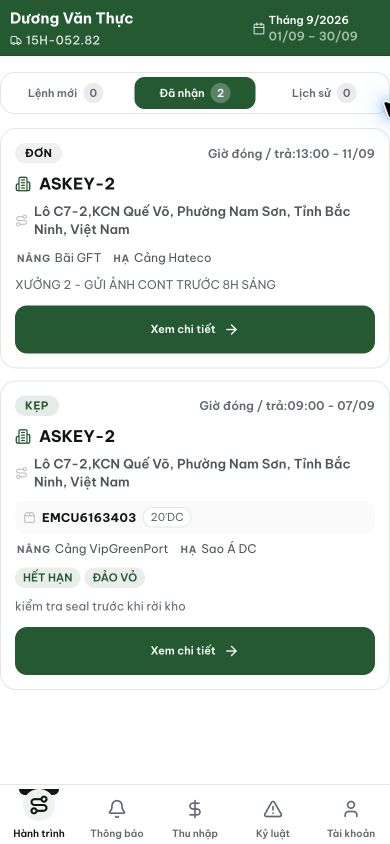 Dương Văn Thực
15H-052.82
Tháng 9/2026
01/09 – 30/09
Lệnh mới 0
Đã nhận 2
Lịch sử 0
ĐƠN
Giờ đóng / trả:13:00 - 11/09
ASKEY-2
Lô C7-2,KCN Quế Võ, Phường Nam Sơn, Tỉnh Bắc
Ninh, Việt Nam
NÂNG Bãi GFT HẠ Cảng Hateco
XƯỞNG 2 - GỬI ẢNH CONT TRƯỚC 8H SÁNG
Xem chi tiết
KẸP
Giờ đóng / trả:09:00 - 07/09
ASKEY-2
Lô C7-2,KCN Quế Võ, Phường Nam Sơn, Tỉnh Bắc
Ninh, Việt Nam
EMCU6163403 20'DC
NÂNG Cảng VipGreenPort HẠ Sao Á DC
HẾT HẠN ĐẢO VỎ
kiểm tra seal trước khi rời kho
Xem chi tiết
Hành trình
Thông báo
Thu nhập
Kỷ luật
Tài khoản